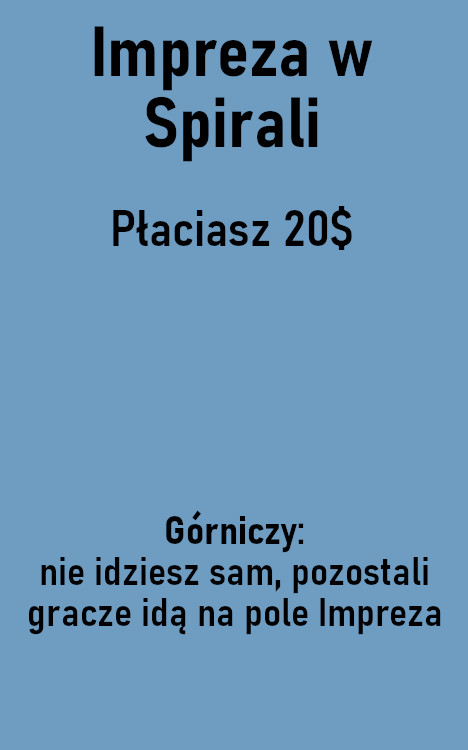 Impreza w
Spirali
Płaciasz 20$
Górniczy:
nie idziesz sam, pozostali
gracze idą na pole Impreza